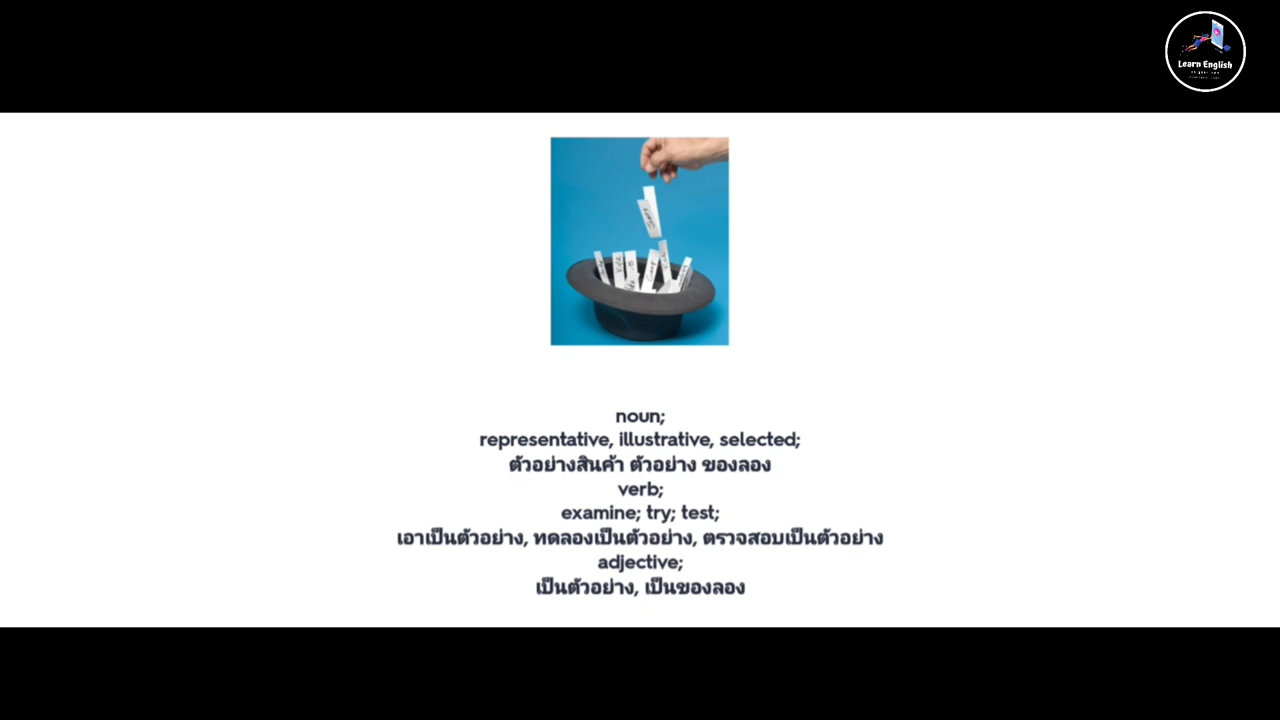 Learn English
noun;
representative, illustrative, selected;
ตัวอย่างสินค้า ตัวอย่าง ของลอง
verb;
examine; try; test;
เอาเป็นตัวอย่าง, ทดลองเป็นตัวอย่าง, ตรวจสอบเป็นตัวอย่าง
adjective;
เป็นตัวอย่าง, เป็นของลอง